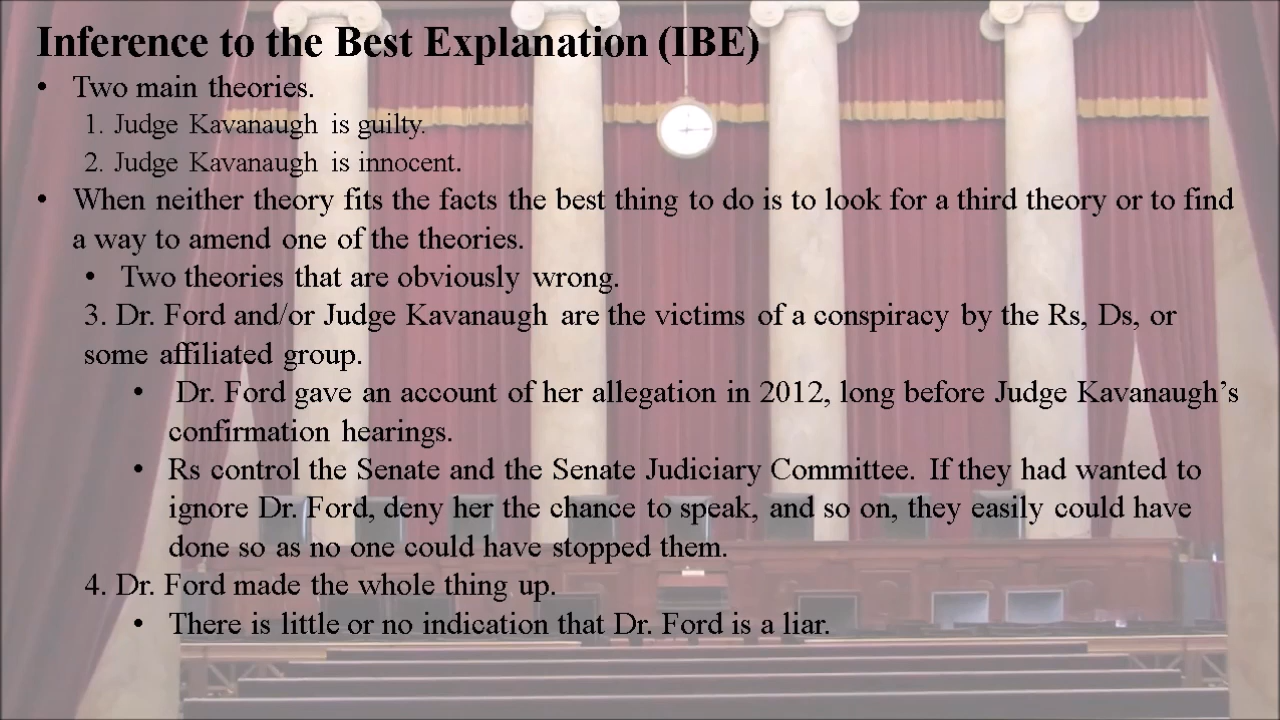 Inference to the Best Explanation (IBE)
• Two main theories.
1. Judge Kavanaugh is guilty.
2. Judge Kavanaugh is innocent.
• When neither theory fits the facts the best thing to do is to look for a third theory or to find
a way to amend one of the theories.
• Two theories that are obviously wrong.
3. Dr. Ford and/or Judge Kavanaugh are the victims of a conspiracy by the Rs, Ds, or
some affiliated group.
• Dr. Ford gave an account of her allegation in 2012, long before Judge Kavanaugh’s
confirmation hearings.
• Rs control the Senate and the Senate Judiciary Committee. If they had wanted to
ignore Dr. Ford, deny her the chance to speak, and so on, they easily could have
done so as no one could have stopped them.
4. Dr. Ford made the whole thing up.
• There is little or no indication that Dr. Ford is a liar.